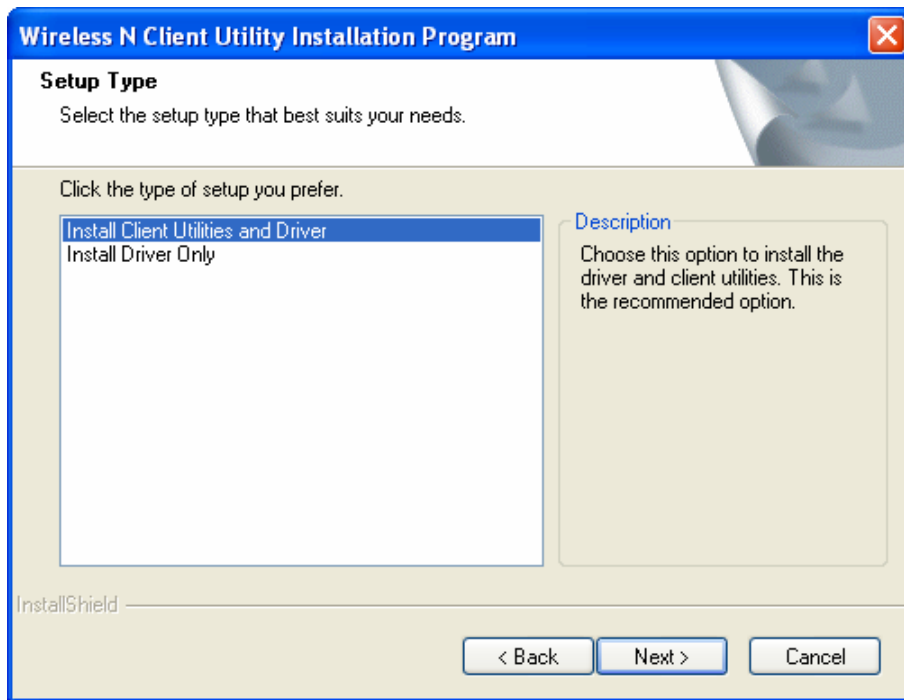 Wireless N Client Utility Installation Program
Setup Type
Select the setup type that best suits your needs.
Click the type of setup you prefer.
Install Client Utilities and Driver
Install Driver Only
Description
Choose this option to install the
driver and client utilities. This is
the recommended option.
InstallShield
< Back
Next >
Cancel